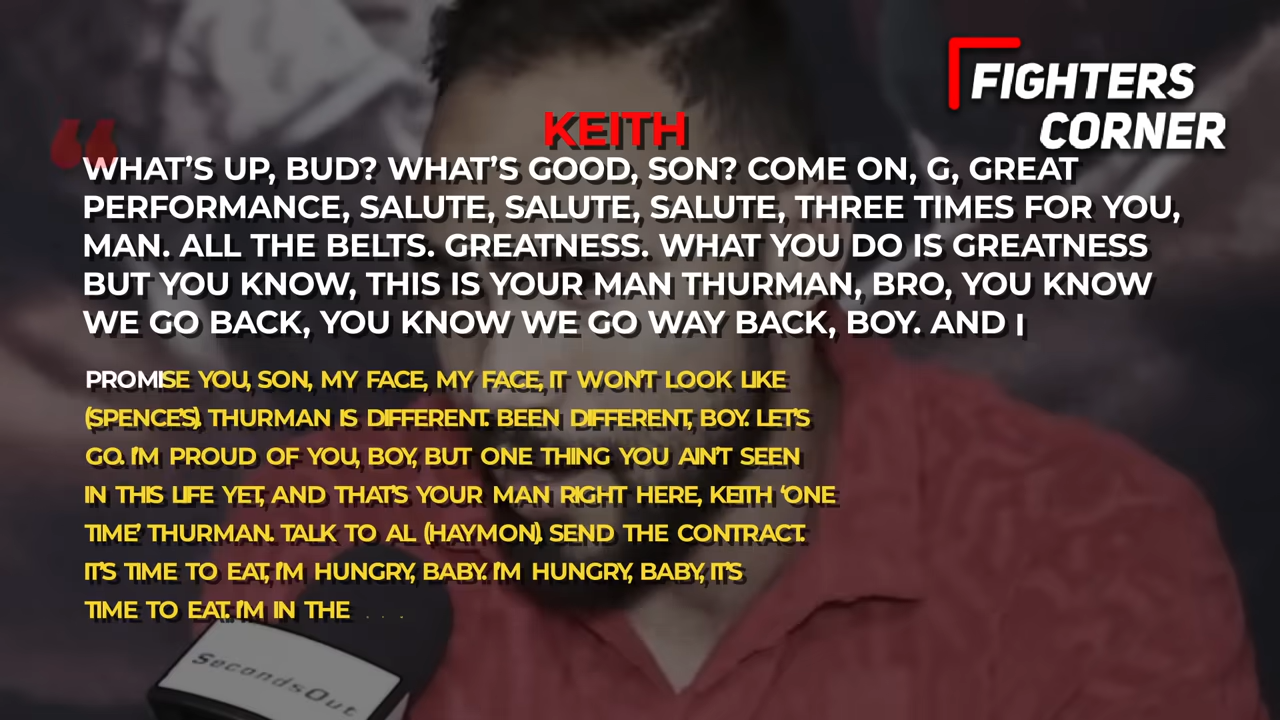 FIGHTERS
CORNER
KEITH
“
WHAT’S UP, BUD? WHAT’S GOOD, SON? COME ON, G, GREAT
PERFORMANCE, SALUTE, SALUTE, SALUTE, THREE TIMES FOR YOU,
MAN. ALL THE BELTS. GREATNESS. WHAT YOU DO IS GREATNESS
BUT YOU KNOW, THIS IS YOUR MAN THURMAN, BRO, YOU KNOW
WE GO BACK, YOU KNOW WE GO WAY BACK, BOY. AND I
PROMISE YOU, SON, MY FACE, MY FACE, IT WON’T LOOK LIKE
(SPENCE’S). THURMAN IS DIFFERENT. BEEN DIFFERENT, BOY. LET’S
GO. I’M PROUD OF YOU, BOY, BUT ONE THING YOU AIN’T SEEN
IN THIS LIFE YET, AND THAT’S YOUR MAN RIGHT HERE, KEITH ‘ONE
TIME’ THURMAN. TALK TO AL (HAYMON). SEND THE CONTRACT.
IT’S TIME TO EAT, I’M HUNGRY, BABY. I’M HUNGRY, BABY, IT’S
TIME TO EAT. I’M IN THE . . .
SecondsOut